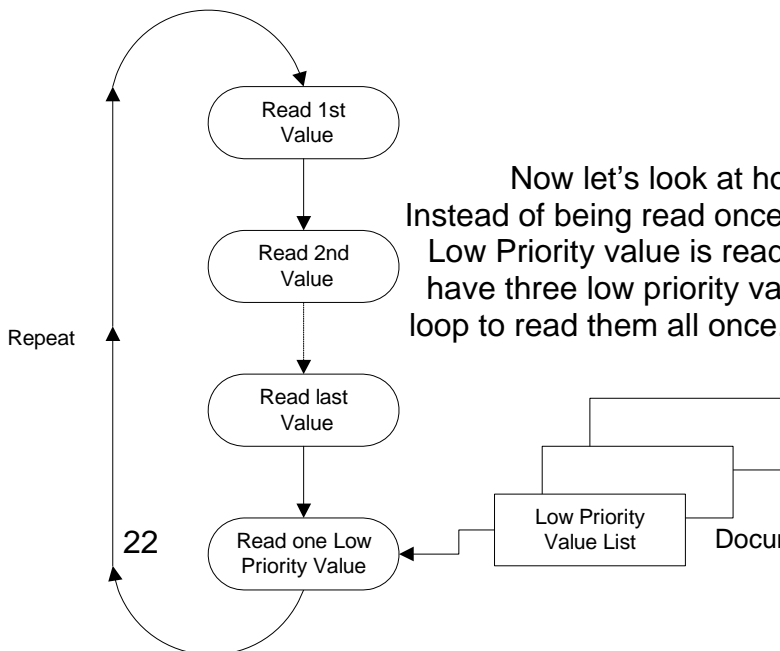 Read 1st
Value
Now let's look at ho
Instead of being read once
Low Priority value is read
have three low priority va
loop to read them all once.
Read 2nd
Value
Repeat
Read last
Value
22
Read one Low
Priority Value
Low Priority
Value List
Docu